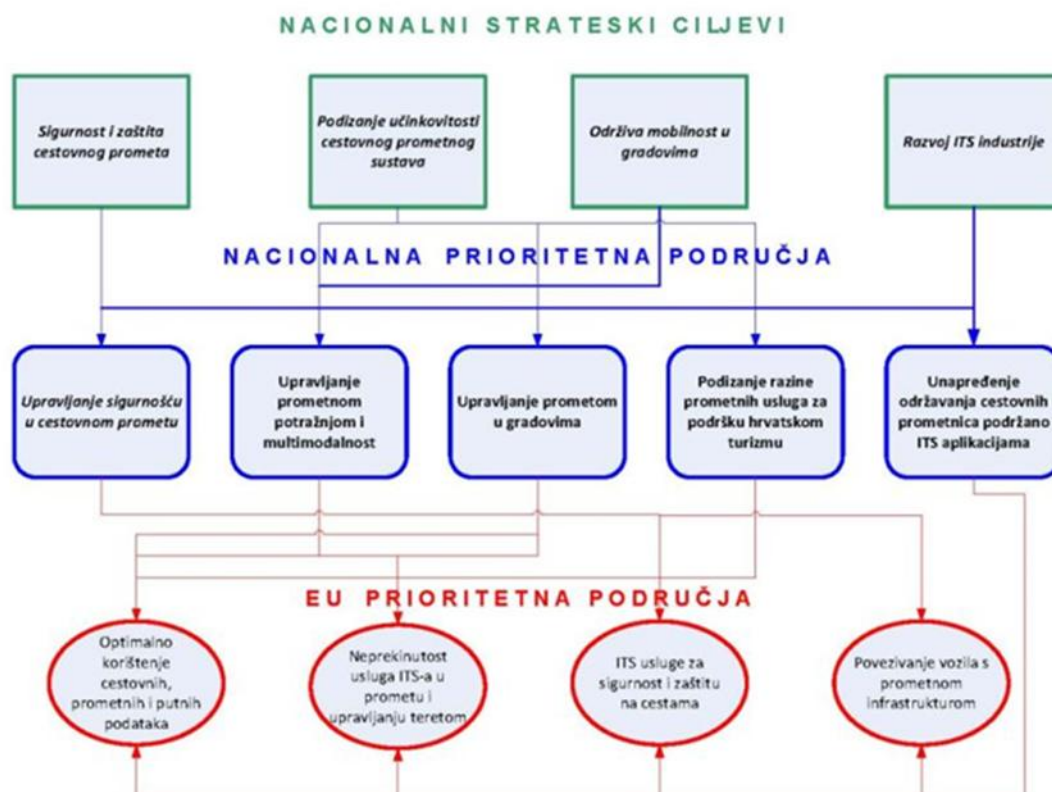 NACIONALNI STRATESKI CILJEVI
Sigurnost i zaštita
cestovnog prometa
Podizanje učinkovitosti
cestovnog prometnog
sustava
Održiva mobilnost u
gradovima
Razvoj ITS industrije
NACIONALNA PRIORITETNA PODRUČJA
Upravljanje sigurnošću
u cestovnom prometu
Upravljanje
prometnom
potražnjom i
multimodalnost
Upravljanje prometom
u gradovima
Podizanje razine
prometnih usluga za
podršku hrvatskom
turizmu
Unapređenje
održavanja cestovnih
prometnica podržano
ITS aplikacijama
EU PRIORITETNA PODRUČJA
Optimalno
korištenje
cestovnih,
prometnih i putnih
podataka
Neprekinutost
usluga ITS-a u
prometu i
upravljanju teretom
ITS usluge za
sigurnost i zaštitu
na cestama
Povezivanje vozila s
prometnom
infrastrukturom